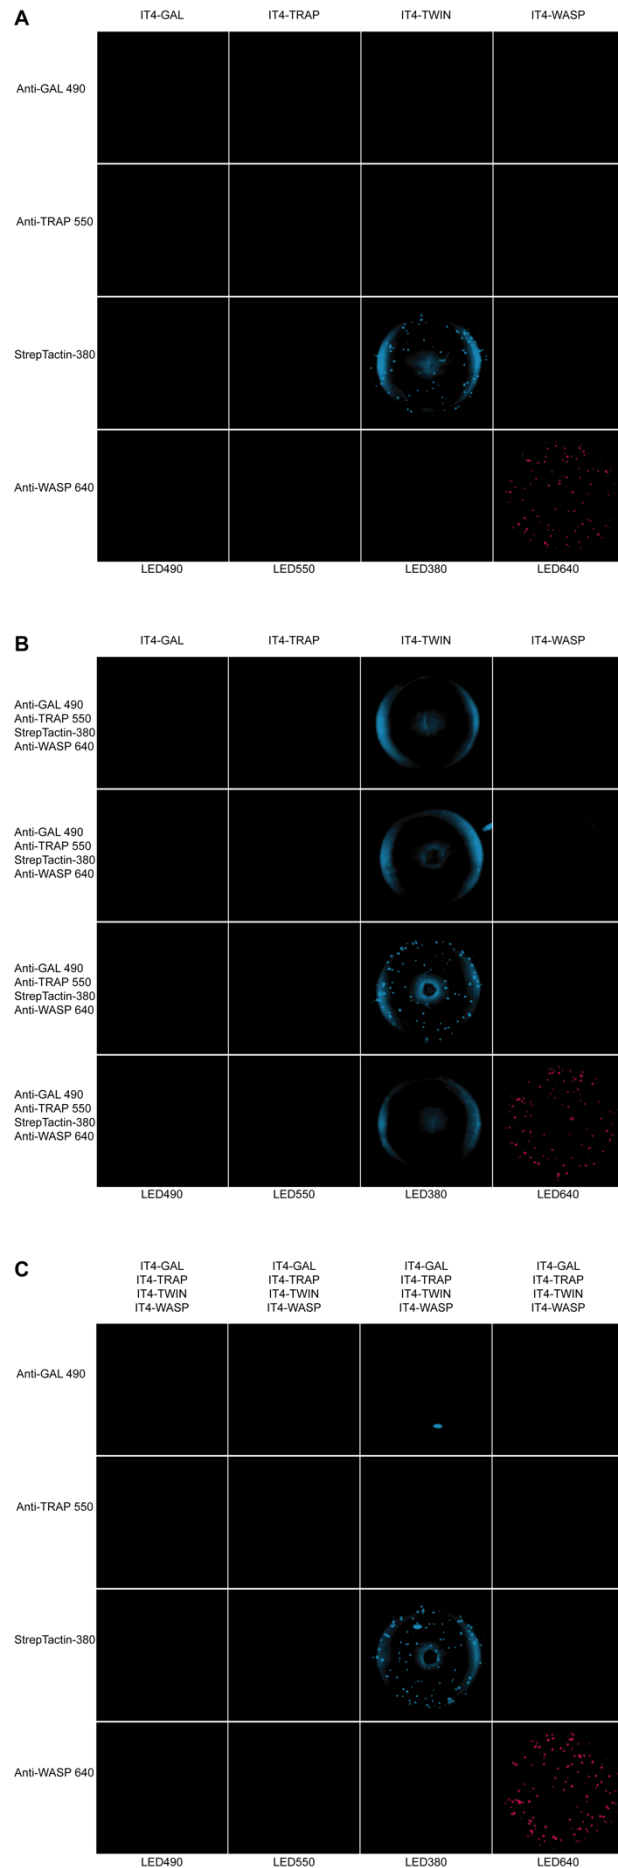 A
IT4-GAL IT4-TRAP IT4-TWIN IT4-WASP
Anti-GAL 490
Anti-TRAP 550
StrepTactin-380
Anti-WASP 640
LED490 LED550 LED380 LED640
B
IT4-GAL IT4-TRAP IT4-TWIN IT4-WASP
Anti-GAL 490
Anti-TRAP 550
StrepTactin-380
Anti-WASP 640
Anti-GAL 490
Anti-TRAP 550
StrepTactin-380
Anti-WASP 640
Anti-GAL 490
Anti-TRAP 550
StrepTactin-380
Anti-WASP 640
Anti-GAL 490
Anti-TRAP 550
StrepTactin-380
Anti-WASP 640
LED490 LED550 LED380 LED640
C
IT4-GAL IT4-GAL IT4-GAL IT4-GAL
IT4-TRAP IT4-TRAP IT4-TRAP IT4-TRAP
IT4-TWIN IT4-TWIN IT4-TWIN IT4-TWIN
IT4-WASP IT4-WASP IT4-WASP IT4-WASP
Anti-GAL 490
Anti-TRAP 550
StrepTactin-380
Anti-WASP 640
LED490 LED550 LED380 LED640